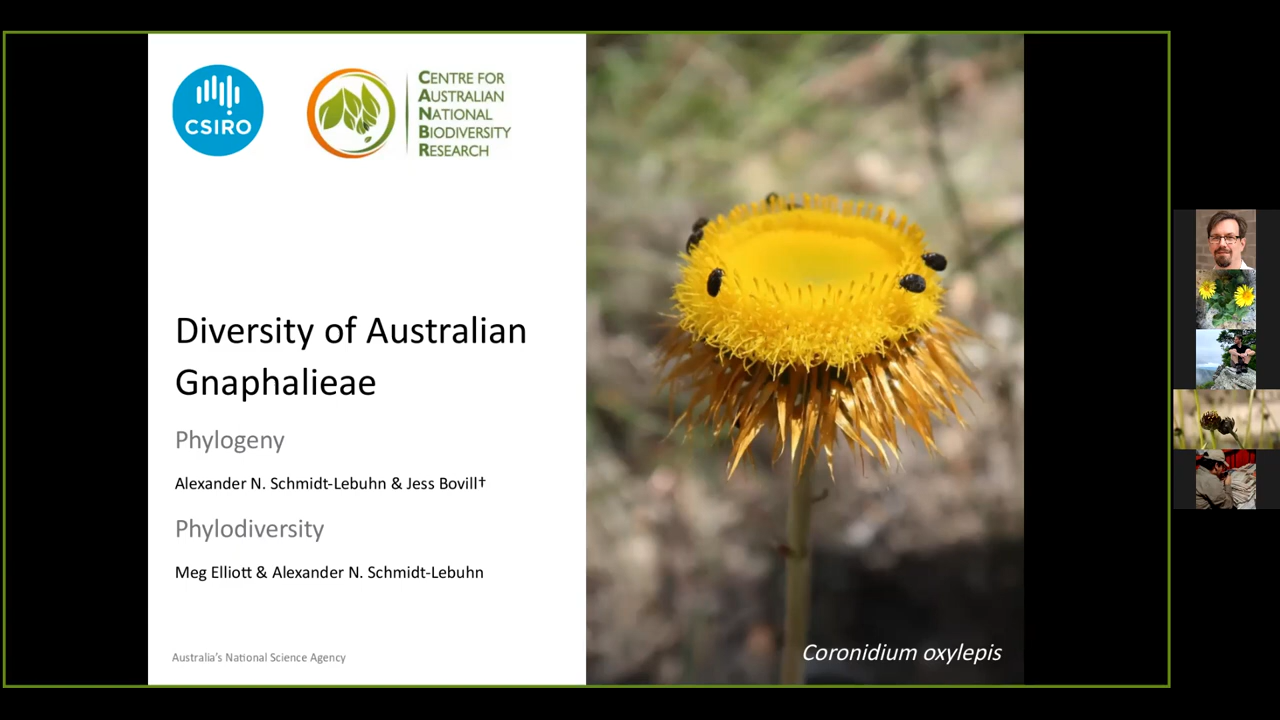 CSIRO
CENTRE FOR
AUSTRALIAN
NATIONAL
BIODIVERSITY
RESEARCH
Diversity of Australian
Gnaphalieae
Phylogeny
Alexander N. Schmidt-Lebuhn & Jess Bovill†
Phylodiversity
Meg Elliott & Alexander N. Schmidt-Lebuhn
Australia's National Science Agency
Coronidium oxylepis